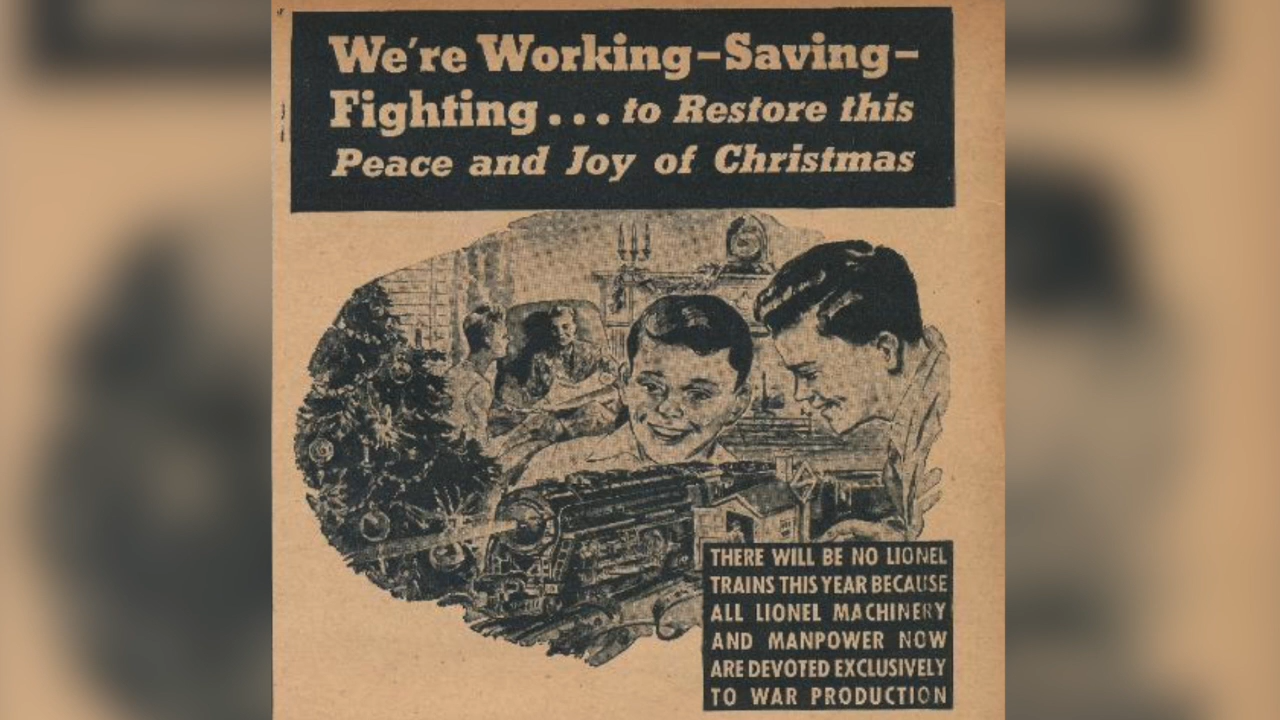 We're Working-Saving-
Fighting... to Restore this
Peace and Joy of Christmas
THERE WILL BE NO LIONEL
TRAINS THIS YEAR BECAUSE
ALL LIONEL MACHINERY
AND MANPOWER NOW
ARE DEVOTED EXCLUSIVELY
TO WAR PRODUCTION